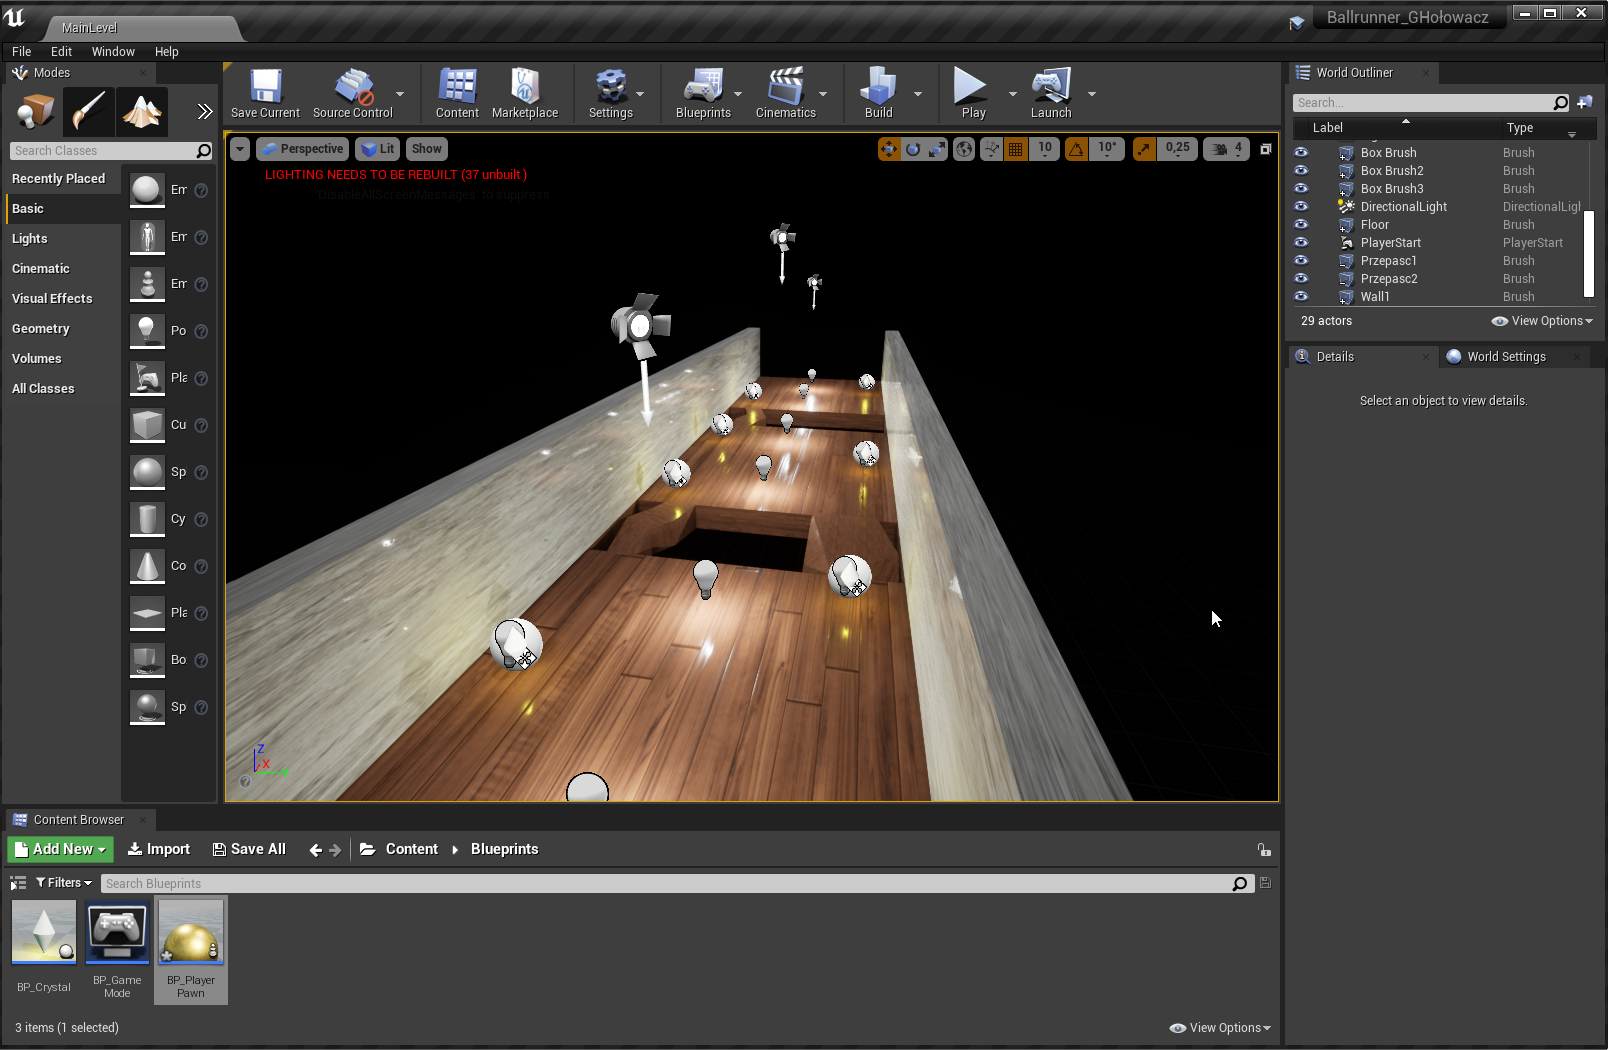 MainLevel
Ballrunner_GHołowacz
File Edit Window Help
Modes
Search Classes
Recently Placed
Basic
Lights
Cinematic
Visual Effects
Geometry
Volumes
All Classes
Em
Em
Em
Po
Pla
Cu
Sp
Cy
Co
Pla
Bo
Sp
Save Current
Source Control
Content
Marketplace
Settings
Blueprints
Cinematics
Build
Play
Launch
Perspective
Lit
Show
10
10°
0,25
4
LIGHTING NEEDS TO BE REBUILT (37 unbuilt )
'DisableAllScreenMessages' to suppress
Z
X
Y
World Outliner
Search...
Label Type
Box Brush Brush
Box Brush2 Brush
Box Brush3 Brush
DirectionalLight DirectionalLigh
Floor Brush
PlayerStart PlayerStart
Przepasc1 Brush
Przepasc2 Brush
Wall1 Brush
29 actors
View Options
Details
World Settings
Select an object to view details.
Content Browser
Add New
Import
Save All
Content
Blueprints
Filters
Search Blueprints
BP_Crystal
BP_Game
Mode
BP_Player
Pawn
3 items (1 selected)
View Options